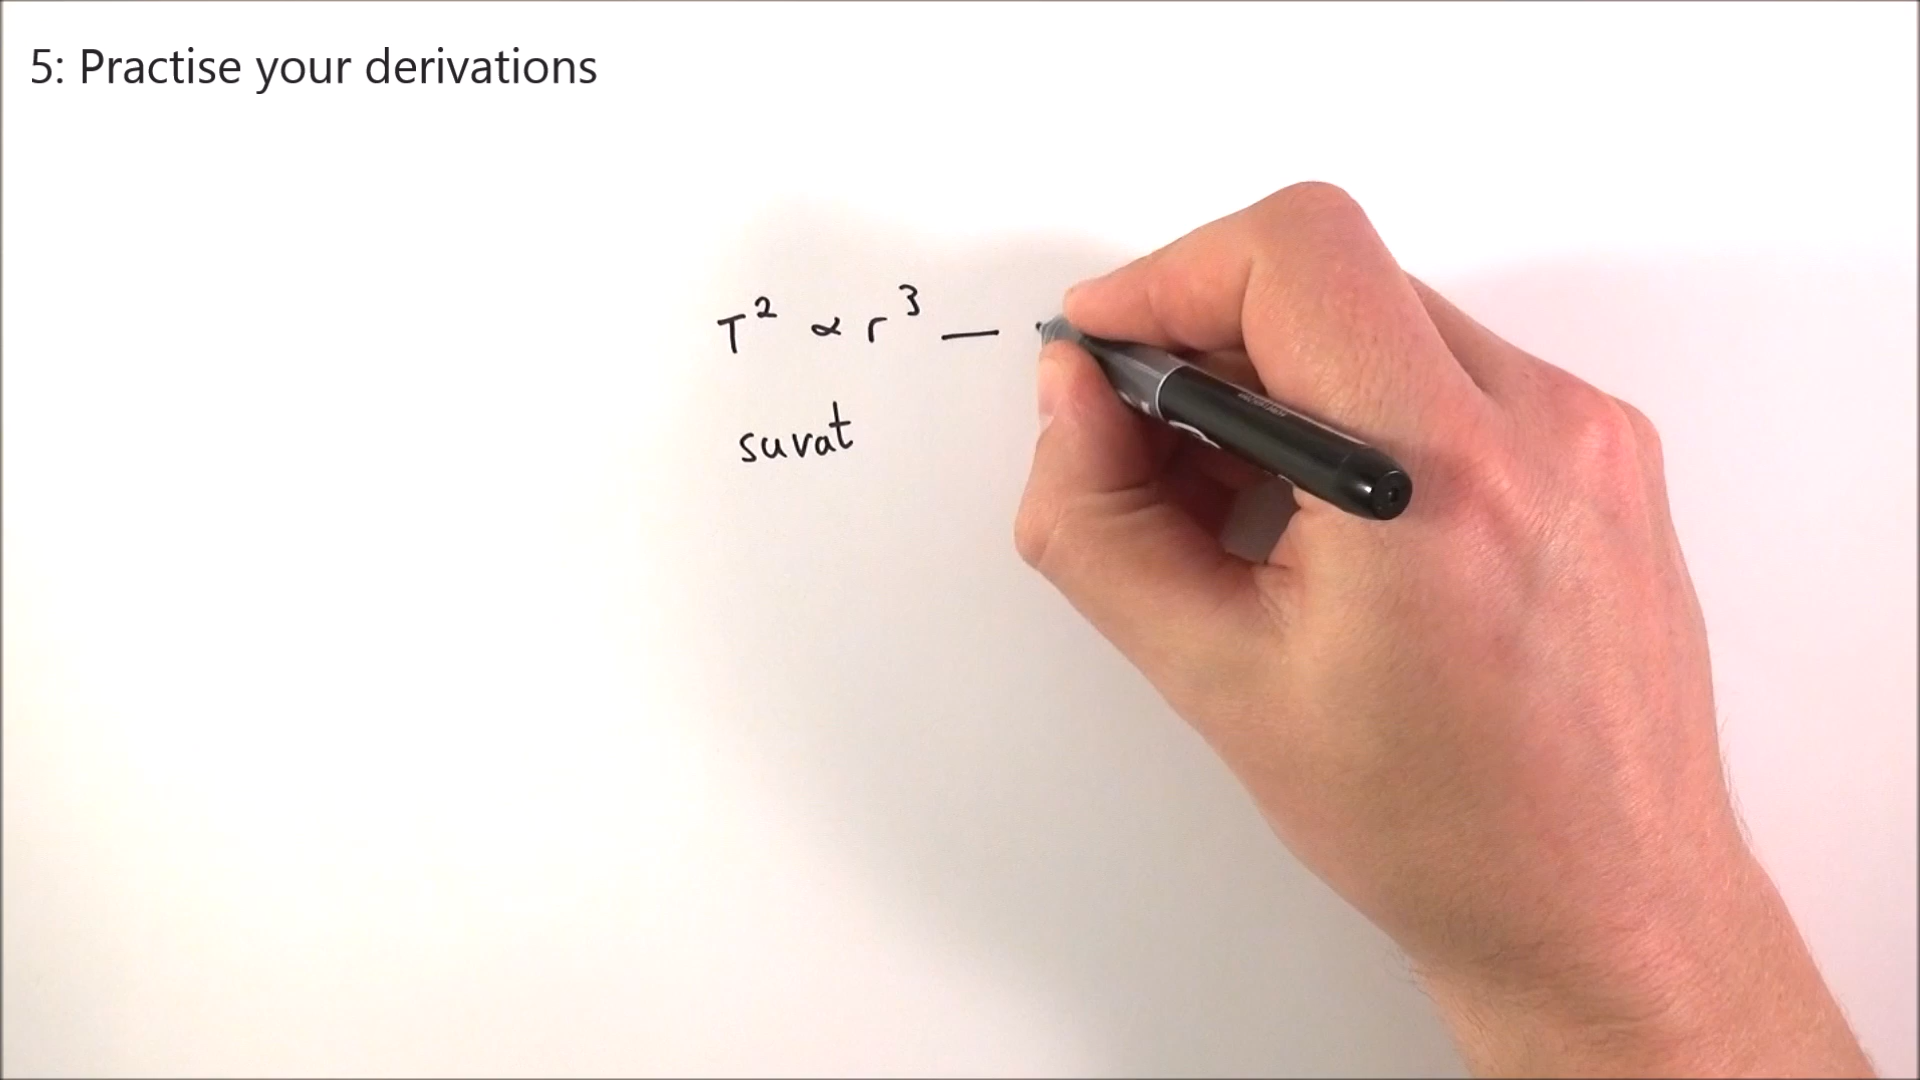 5: Practise your derivations
T² ∝ r³ —
suvat